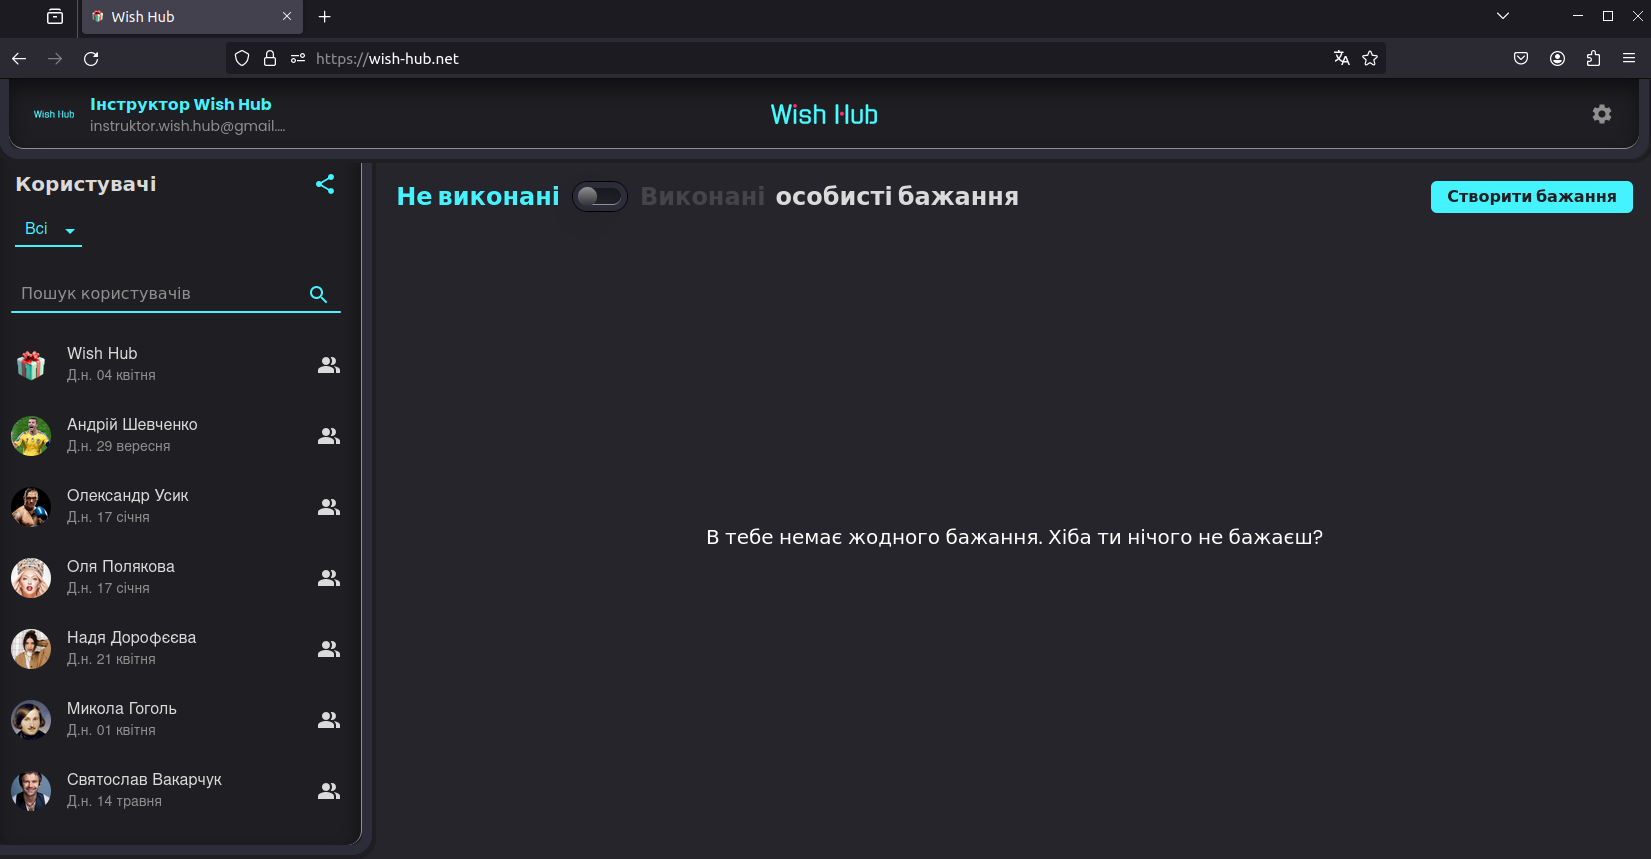 Wish Hub
https://wish-hub.net
Wish Hub
Інструктор Wish Hub
instruktor.wish.hub@gmail....
Wish Hub
Користувачі
Всі
Пошук користувачів
Wish Hub
Д.н. 04 квітня
Андрій Шевченко
Д.н. 29 вересня
Олександр Усик
Д.н. 17 січня
Оля Полякова
Д.н. 17 січня
Надя Дорофєєва
Д.н. 21 квітня
Микола Гоголь
Д.н. 01 квітня
Святослав Вакарчук
Д.н. 14 травня
Не виконані Виконані особисті бажання
Створити бажання
В тебе немає жодного бажання. Хіба ти нічого не бажаєш?